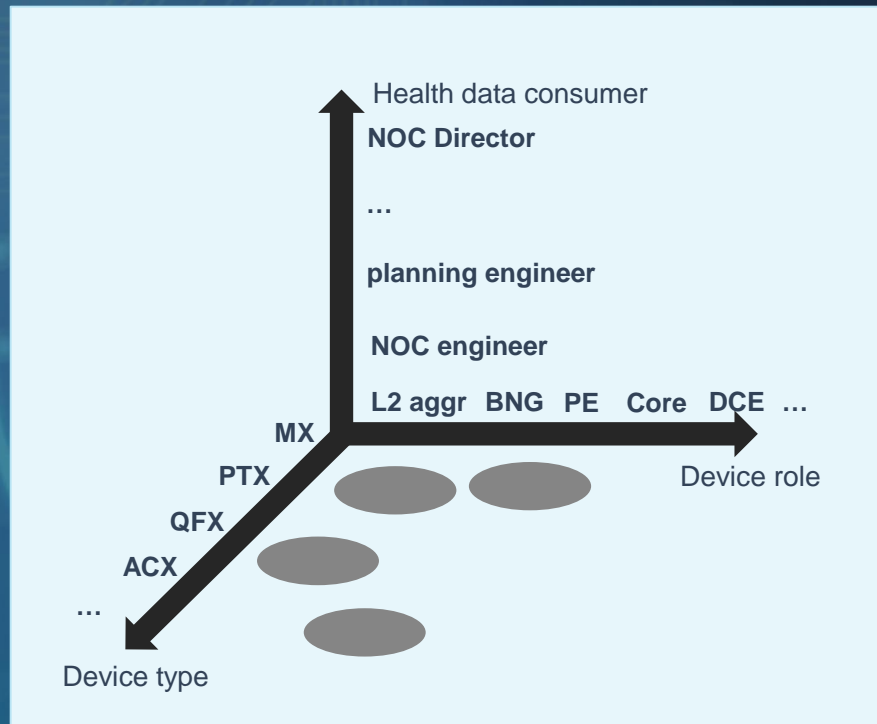 Health data consumer
NOC Director
…
planning engineer
NOC engineer
L2 aggr BNG PE Core DCE …
MX
Device role
PTX
QFX
ACX
…
Device type